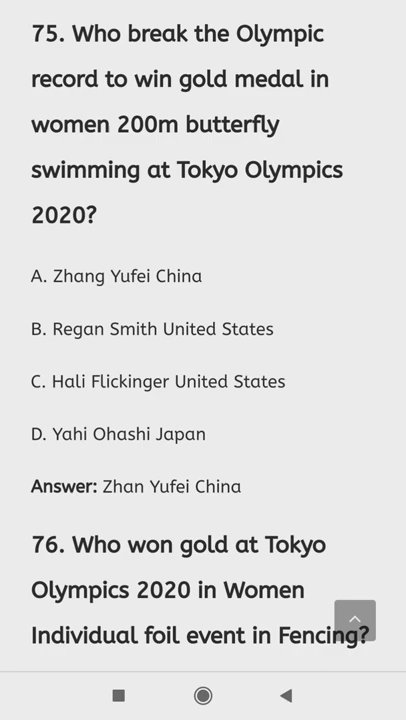 75. Who break the Olympic
record to win gold medal in
women 200m butterfly
swimming at Tokyo Olympics
2020?
A. Zhang Yufei China
B. Regan Smith United States
C. Hali Flickinger United States
D. Yahi Ohashi Japan
Answer: Zhan Yufei China
76. Who won gold at Tokyo
Olympics 2020 in Women
Individual foil event in Fencing?